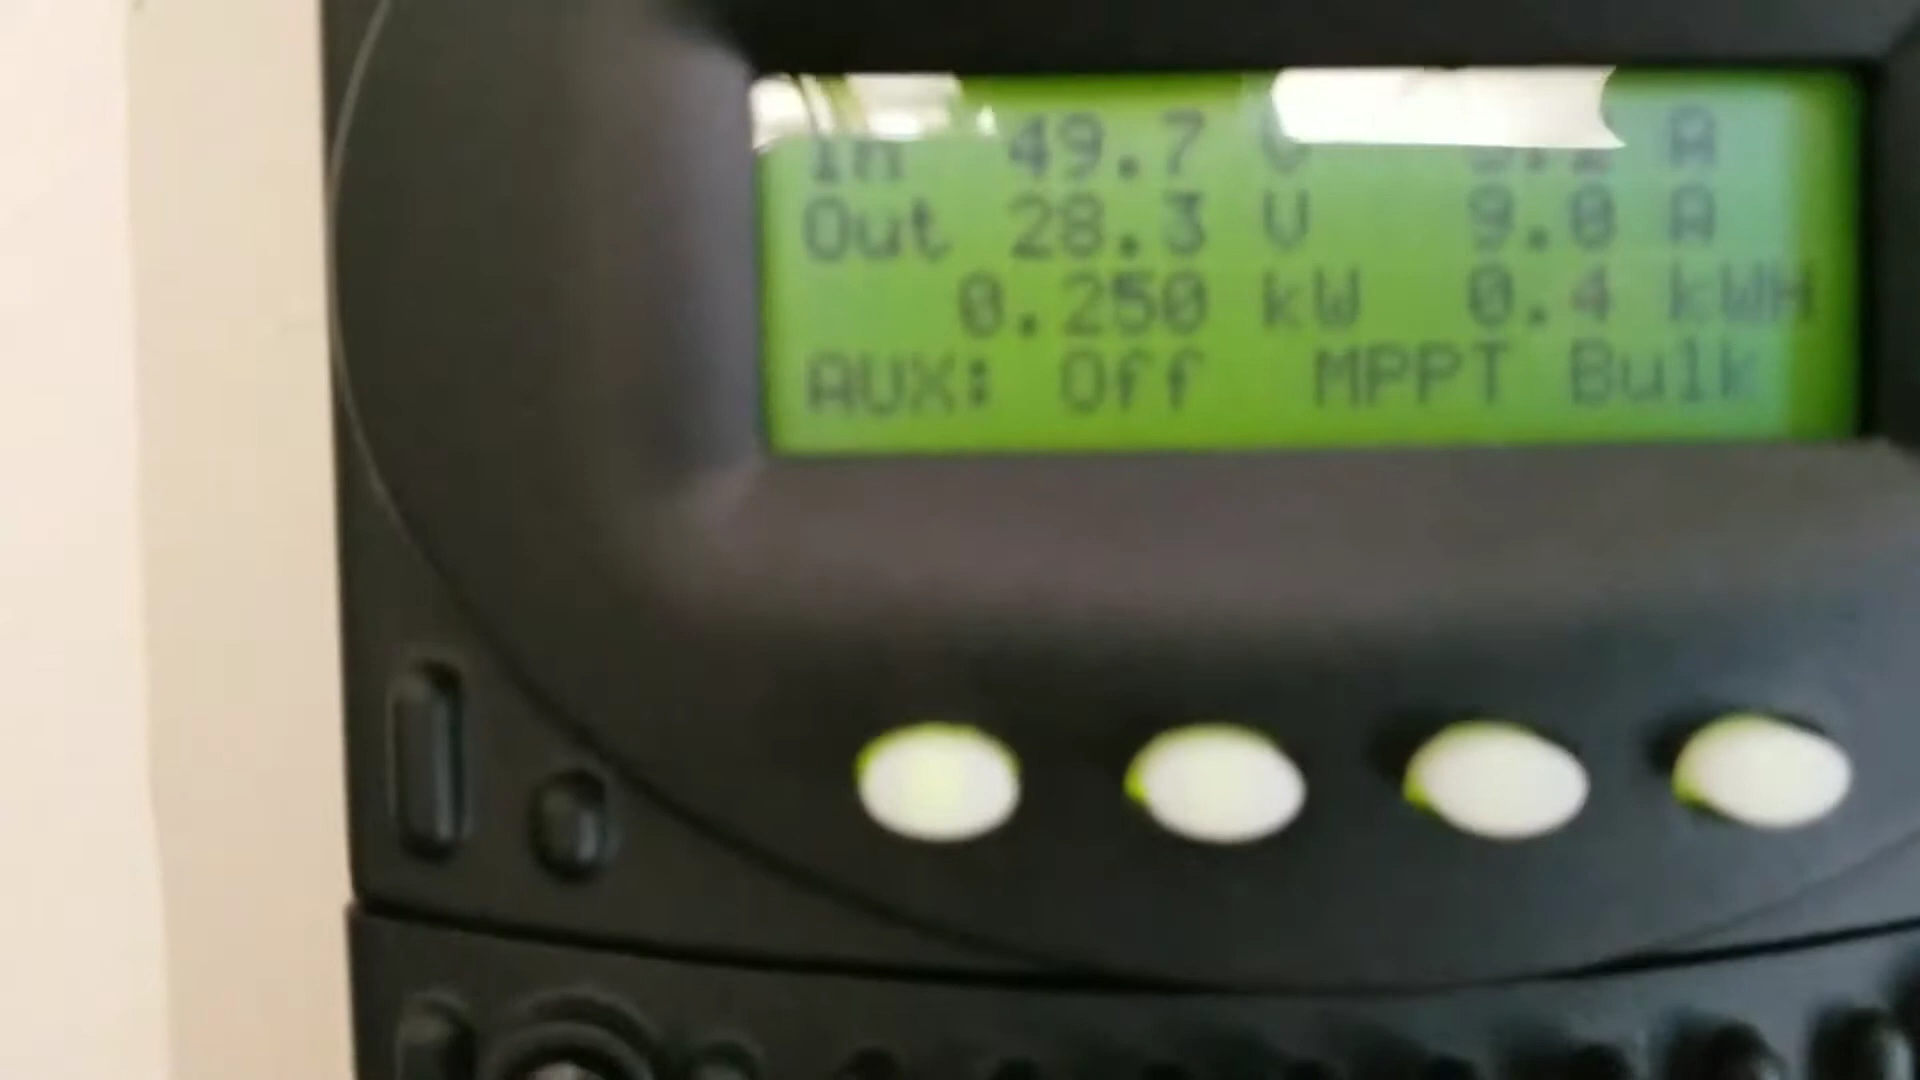 In 49.7 V A
Out 28.3 V 9.0 A
0.250 kW 0.4 kWH
AUX: Off MPPT Bulk